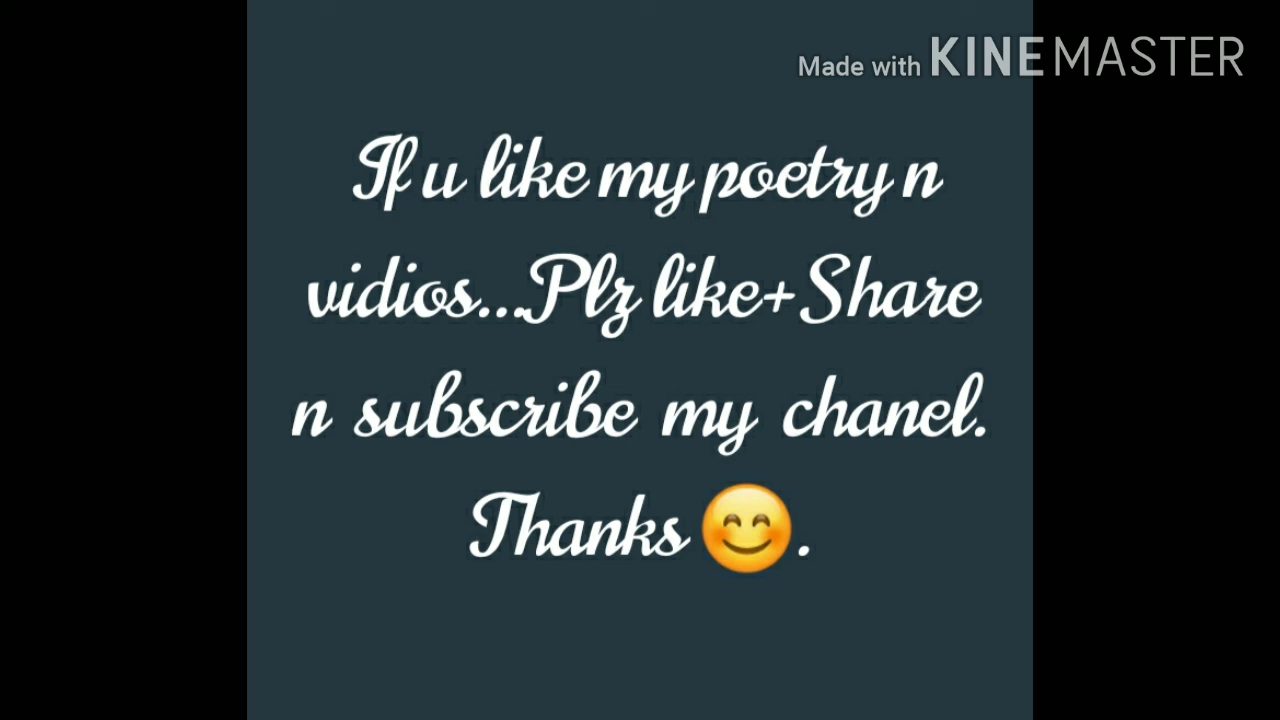 Made with KINEMASTER
If u like my poetry n
vidios...Plz like+Share
n subscribe my chanel.
Thanks 😊.